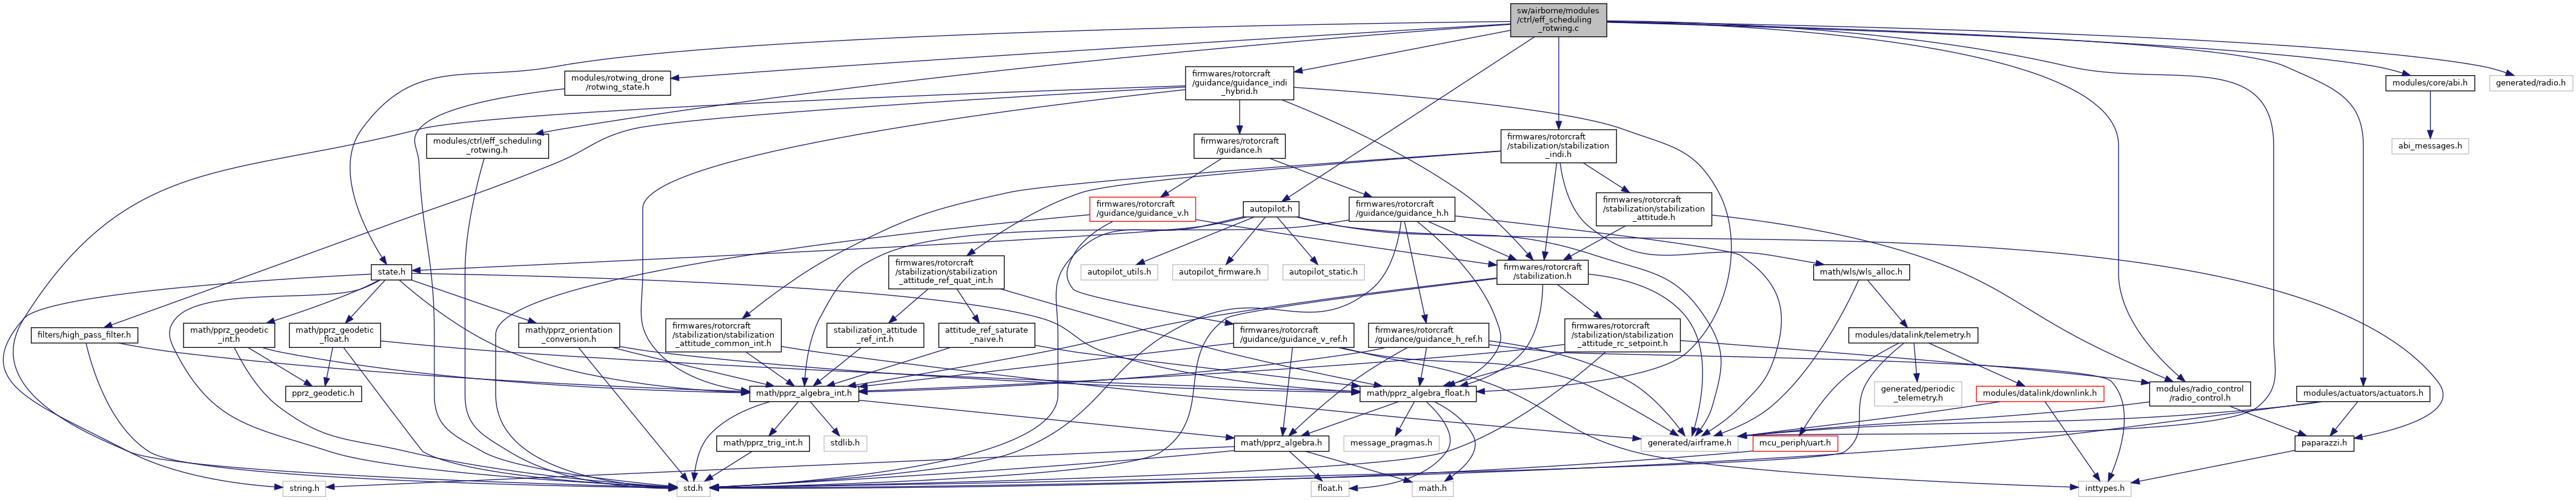 sw/airborne/modules
/ctrl/eff_scheduling
_rotwing.c
modules/rotwing_drone
/rotwing_state.h
firmwares/rotorcraft
/guidance/guidance_indi
_hybrid.h
modules/core/abi.h
generated/radio.h
modules/ctrl/eff_scheduling
_rotwing.h
firmwares/rotorcraft
/guidance.h
firmwares/rotorcraft
/stabilization/stabilization
_indi.h
abi_messages.h
firmwares/rotorcraft
/guidance/guidance_v.h
autopilot.h
firmwares/rotorcraft
/guidance/guidance_h.h
firmwares/rotorcraft
/stabilization/stabilization
_attitude.h
state.h
firmwares/rotorcraft
/stabilization/stabilization
_attitude_ref_quat_int.h
autopilot_utils.h
autopilot_firmware.h
autopilot_static.h
firmwares/rotorcraft
/stabilization.h
math/wls/wls_alloc.h
filters/high_pass_filter.h
math/pprz_geodetic
_int.h
math/pprz_geodetic
_float.h
math/pprz_orientation
_conversion.h
firmwares/rotorcraft
/stabilization/stabilization
_attitude_common_int.h
stabilization_attitude
_ref_int.h
attitude_ref_saturate
_naive.h
firmwares/rotorcraft
/guidance/guidance_v_ref.h
firmwares/rotorcraft
/guidance/guidance_h_ref.h
firmwares/rotorcraft
/stabilization/stabilization
_attitude_rc_setpoint.h
modules/datalink/telemetry.h
pprz_geodetic.h
math/pprz_algebra_int.h
math/pprz_algebra_float.h
generated/periodic
_telemetry.h
modules/datalink/downlink.h
modules/radio_control
/radio_control.h
modules/actuators/actuators.h
math/pprz_trig_int.h
stdlib.h
math/pprz_algebra.h
message_pragmas.h
generated/airframe.h
mcu_periph/uart.h
paparazzi.h
string.h
std.h
float.h
math.h
inttypes.h